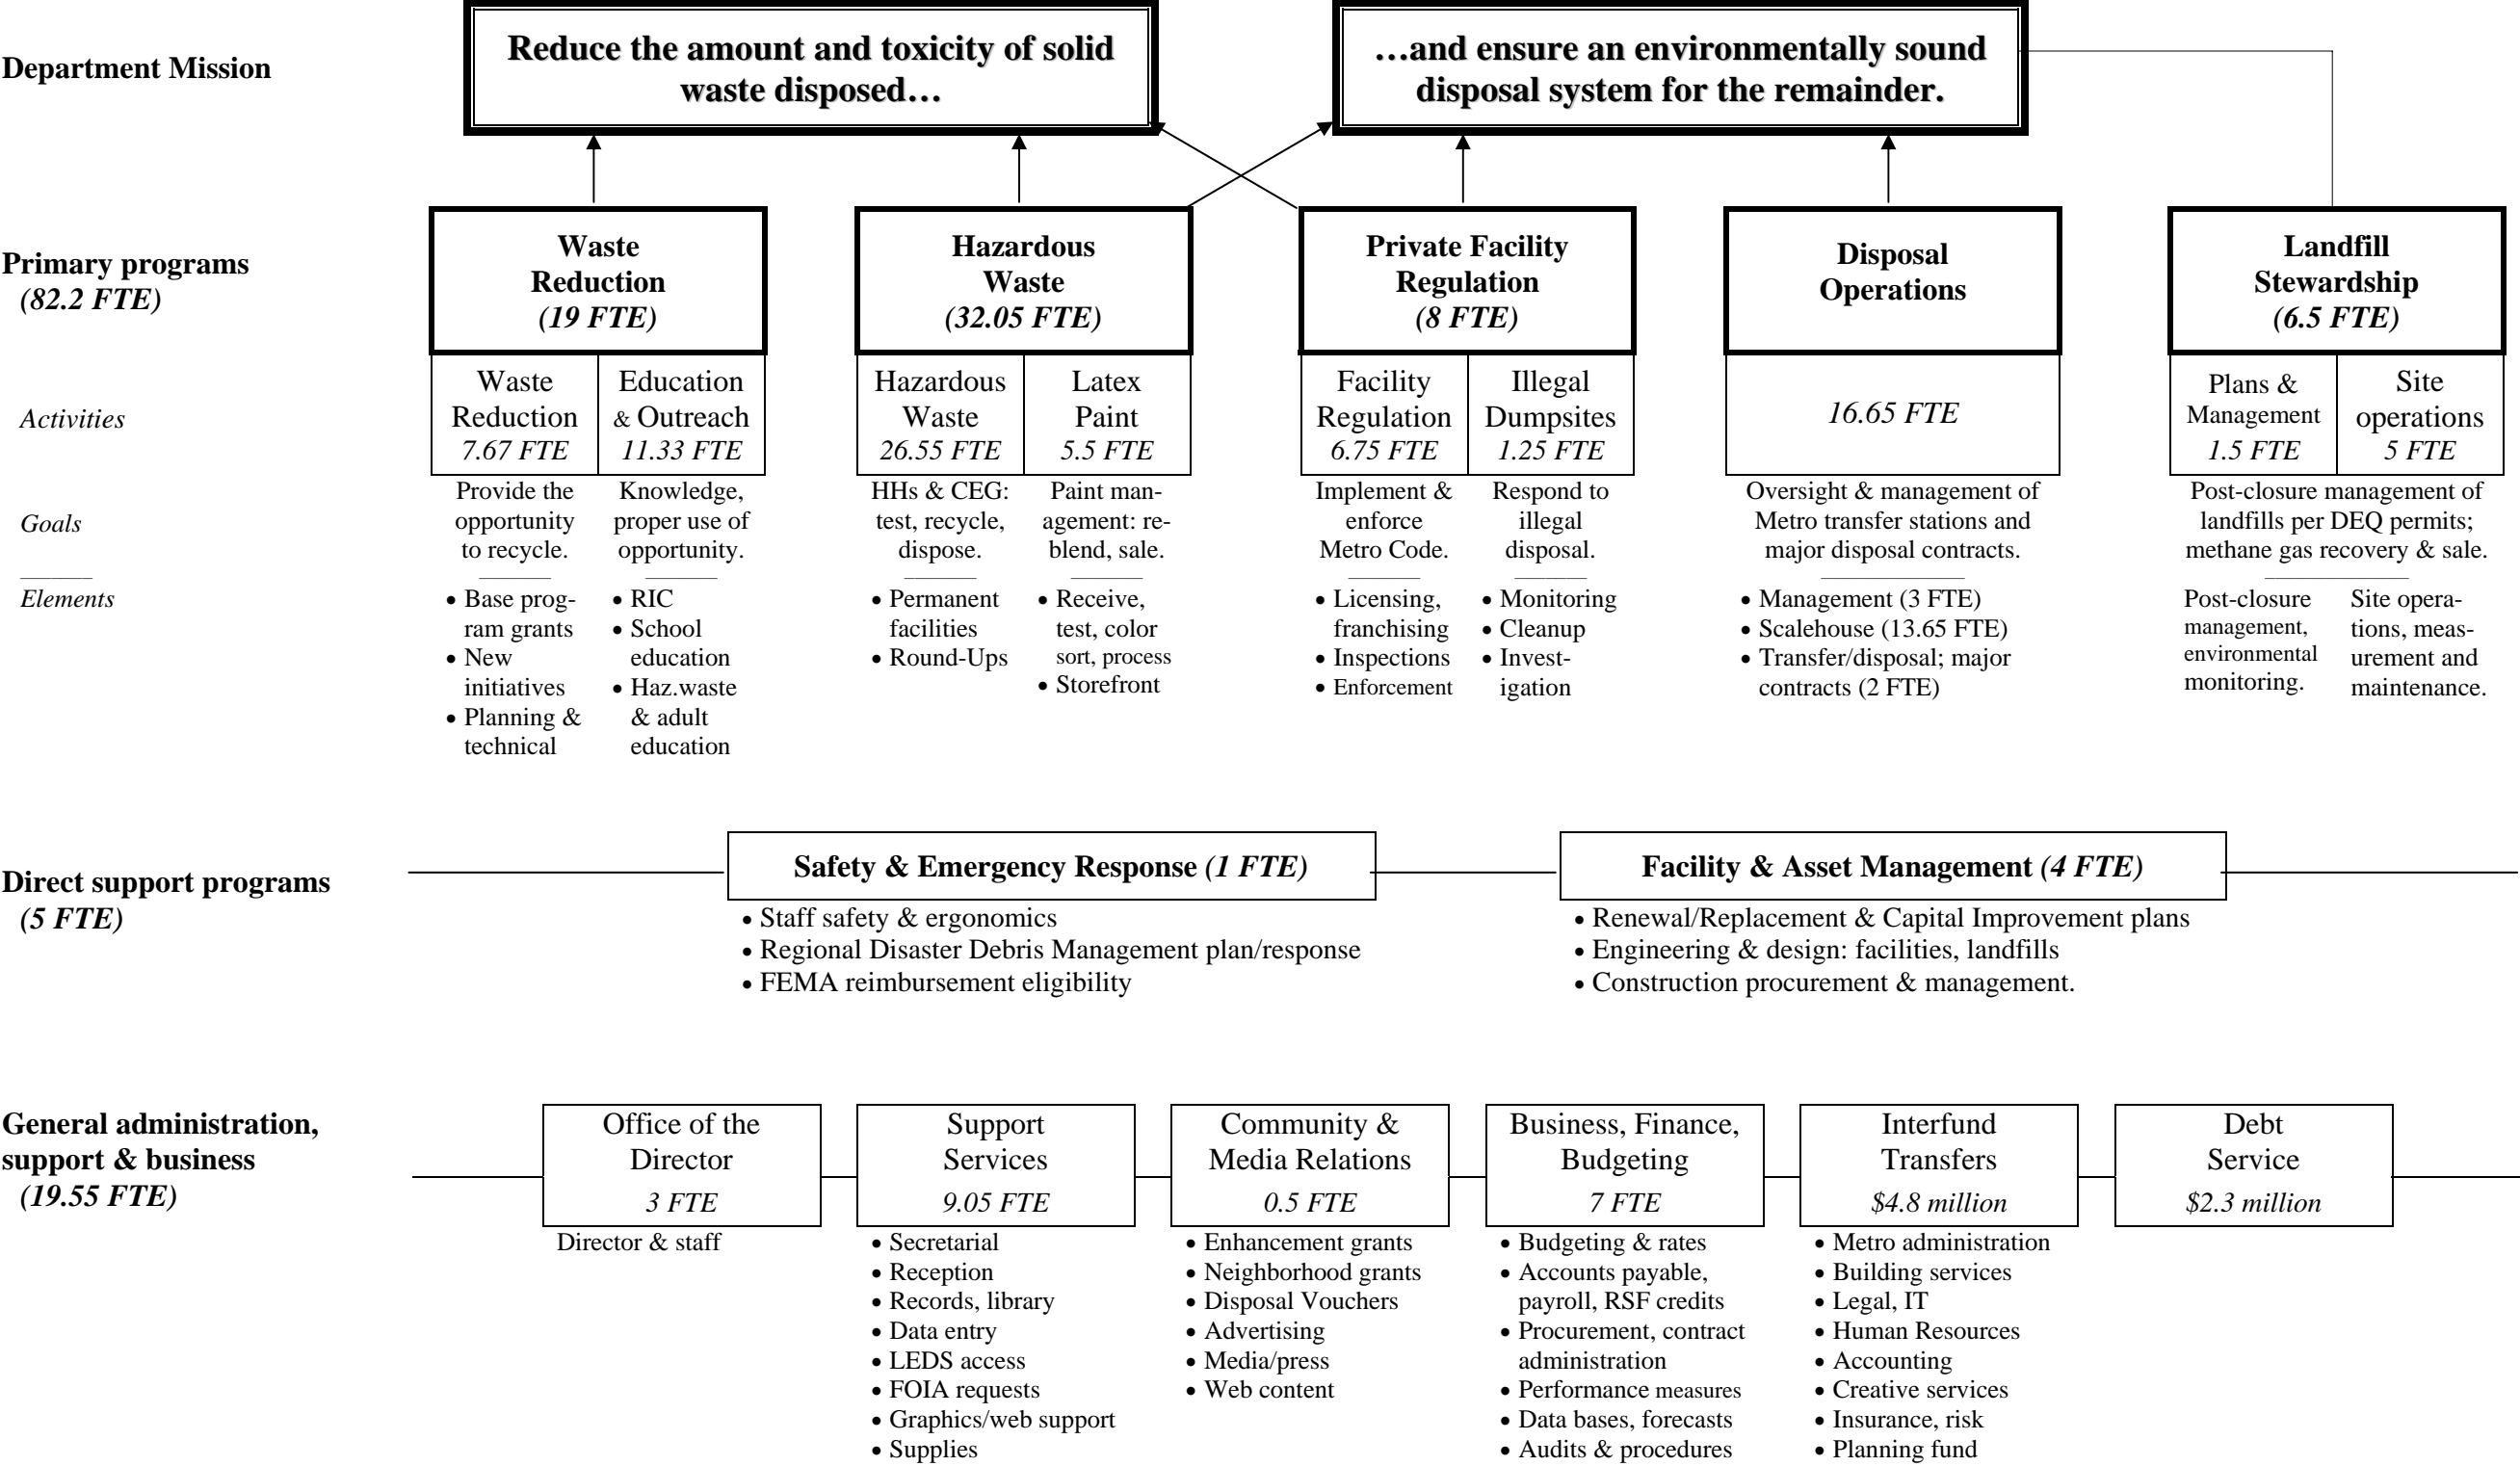 Department Mission
Reduce the amount and toxicity of solid
waste disposed…
…and ensure an environmentally sound
disposal system for the remainder.
Primary programs
(82.2 FTE)
Waste
Reduction
(19 FTE)
Hazardous
Waste
(32.05 FTE)
Private Facility
Regulation
(8 FTE)
Disposal
Operations
Landfill
Stewardship
(6.5 FTE)
Activities
Waste
Reduction
7.67 FTE
Education
& Outreach
11.33 FTE
Hazardous
Waste
26.55 FTE
Latex
Paint
5.5 FTE
Facility
Regulation
6.75 FTE
Illegal
Dumpsites
1.25 FTE
16.65 FTE
Plans &
Management
1.5 FTE
Site
operations
5 FTE
Goals
Provide the
opportunity
to recycle.
Knowledge,
proper use of
opportunity.
HHs & CEG:
test, recycle,
dispose.
Paint man-
agement: re-
blend, sale.
Implement &
enforce
Metro Code.
Respond to
illegal
disposal.
Oversight & management of
Metro transfer stations and
major disposal contracts.
Post-closure management of
landfills per DEQ permits;
methane gas recovery & sale.
Elements
• Base prog-
ram grants
• New
initiatives
• Planning &
technical
• RIC
• School
education
• Haz.waste
& adult
education
• Permanent
facilities
• Round-Ups
• Receive,
test, color
sort, process
• Storefront
• Licensing,
franchising
• Inspections
• Enforcement
• Monitoring
• Cleanup
• Invest-
igation
• Management (3 FTE)
• Scalehouse (13.65 FTE)
• Transfer/disposal; major
contracts (2 FTE)
Post-closure
management,
environmental
monitoring.
Site opera-
tions, meas-
urement and
maintenance.
Direct support programs
(5 FTE)
Safety & Emergency Response (1 FTE)
• Staff safety & ergonomics
• Regional Disaster Debris Management plan/response
• FEMA reimbursement eligibility
Facility & Asset Management (4 FTE)
• Renewal/Replacement & Capital Improvement plans
• Engineering & design: facilities, landfills
• Construction procurement & management.
General administration,
support & business
(19.55 FTE)
Office of the
Director
3 FTE
Director & staff
Support
Services
9.05 FTE
• Secretarial
• Reception
• Records, library
• Data entry
• LEDS access
• FOIA requests
• Graphics/web support
• Supplies
Community &
Media Relations
0.5 FTE
• Enhancement grants
• Neighborhood grants
• Disposal Vouchers
• Advertising
• Media/press
• Web content
Business, Finance,
Budgeting
7 FTE
• Budgeting & rates
• Accounts payable,
payroll, RSF credits
• Procurement, contract
administration
• Performance measures
• Data bases, forecasts
• Audits & procedures
Interfund
Transfers
$4.8 million
• Metro administration
• Building services
• Legal, IT
• Human Resources
• Accounting
• Creative services
• Insurance, risk
• Planning fund
Debt
Service
$2.3 million